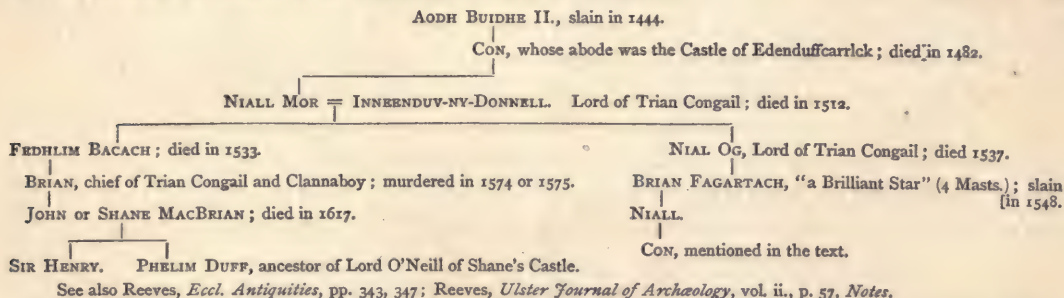 AODH BUIDHE II., slain in 1444.
CON, whose abode was the Castle of Edenduffcarrick; died in 1482.
NIALL MOR = INNEENDUV-NY-DONNELL. Lord of Trian Congail; died in 1512.
FEDHLIM BACACH; died in 1533. NIAL OG, Lord of Trian Congail; died 1537.
BRIAN, chief of Trian Congail and Clannaboy; murdered in 1574 or 1575. BRIAN FAGARTACH, "a Brilliant Star" (4 Masts.); slain
[in 1548.
JOHN or SHANE MACBRIAN; died in 1617. NIALL.
SIR HENRY. PHELIM DUFF, ancestor of Lord O'Neill of Shane's Castle. CON, mentioned in the text.
See also Reeves, Eccl. Antiquities, pp. 343, 347; Reeves, Ulster Journal of Archæology, vol. ii., p. 57, Notes.